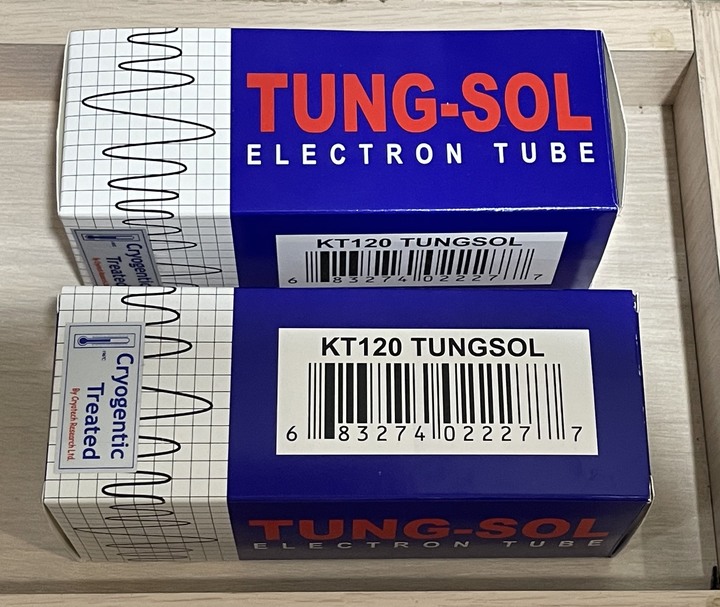 TUNG-SOL
ELECTRON TUBE
KT120 TUNGSOL
6 83274 02227 7
Cryogentic
Treated
KT120 TUNGSOL
6 83274 02227 7
Cryogentic
Treated
By Cryotech Research Ltd.
TUNG-SOL
ELECTRON TUBE